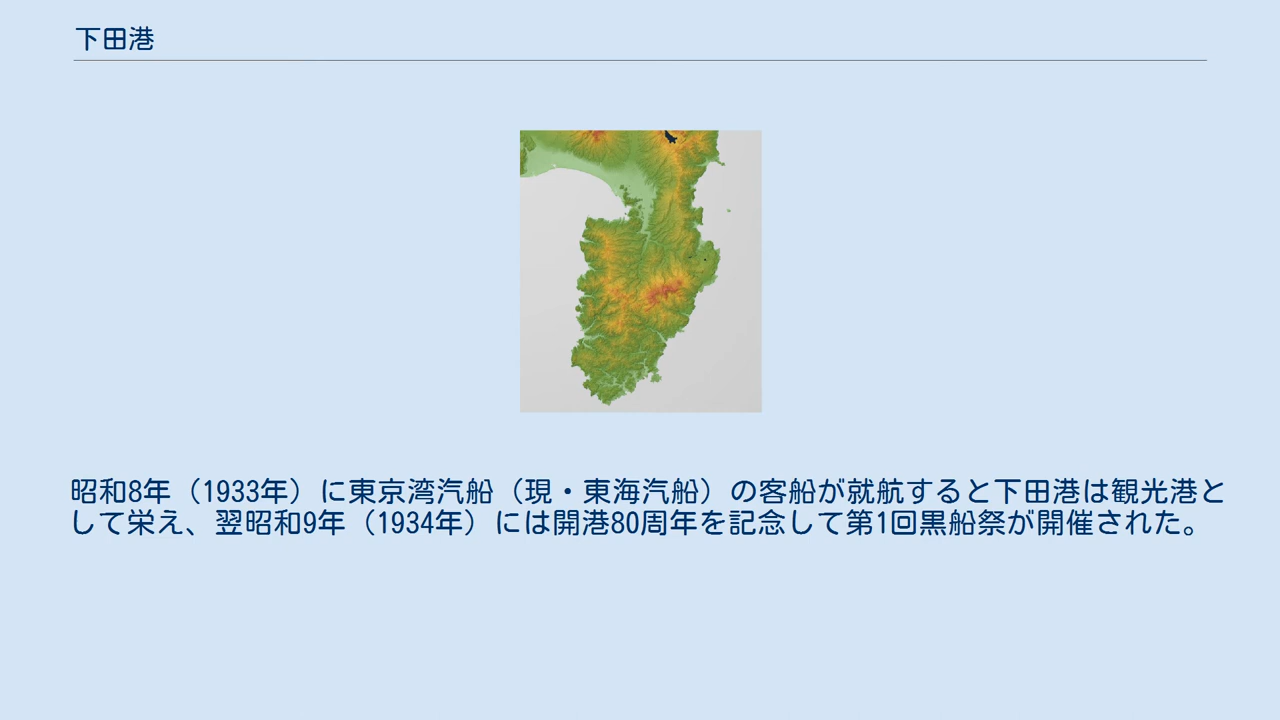 下田港
昭和8年（1933年）に東京湾汽船（現・東海汽船）の客船が就航すると下田港は観光港と
して栄え、翌昭和9年（1934年）には開港80周年を記念して第1回黒船祭が開催された。